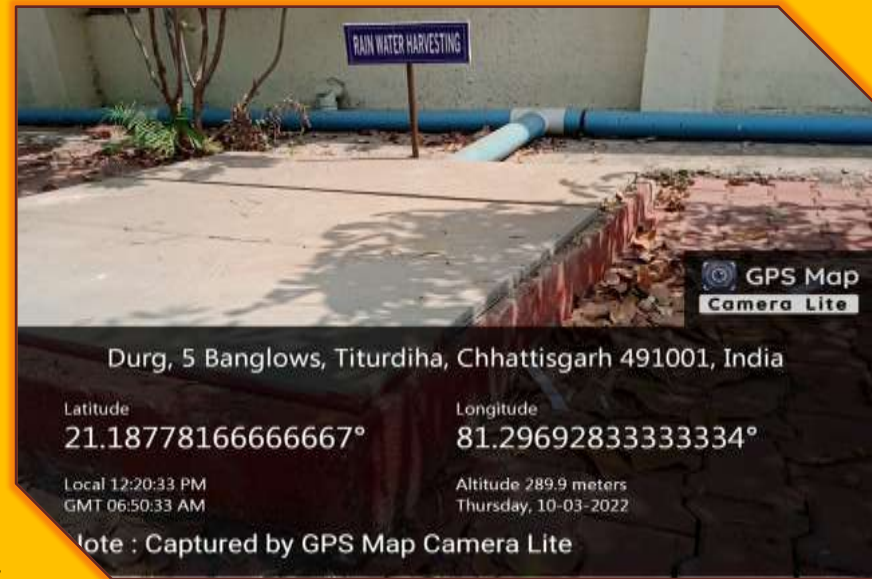 RAIN WATER HARVESTING
GPS Map
Camera Lite
Durg, 5 Banglows, Titurdiha, Chhattisgarh 491001, India
Latitude
21.18778166666667°
Longitude
81.29692833333334°
Local 12:20:33 PM
GMT 06:50:33 AM
Altitude 289.9 meters
Thursday, 10-03-2022
ote : Captured by GPS Map Camera Lite